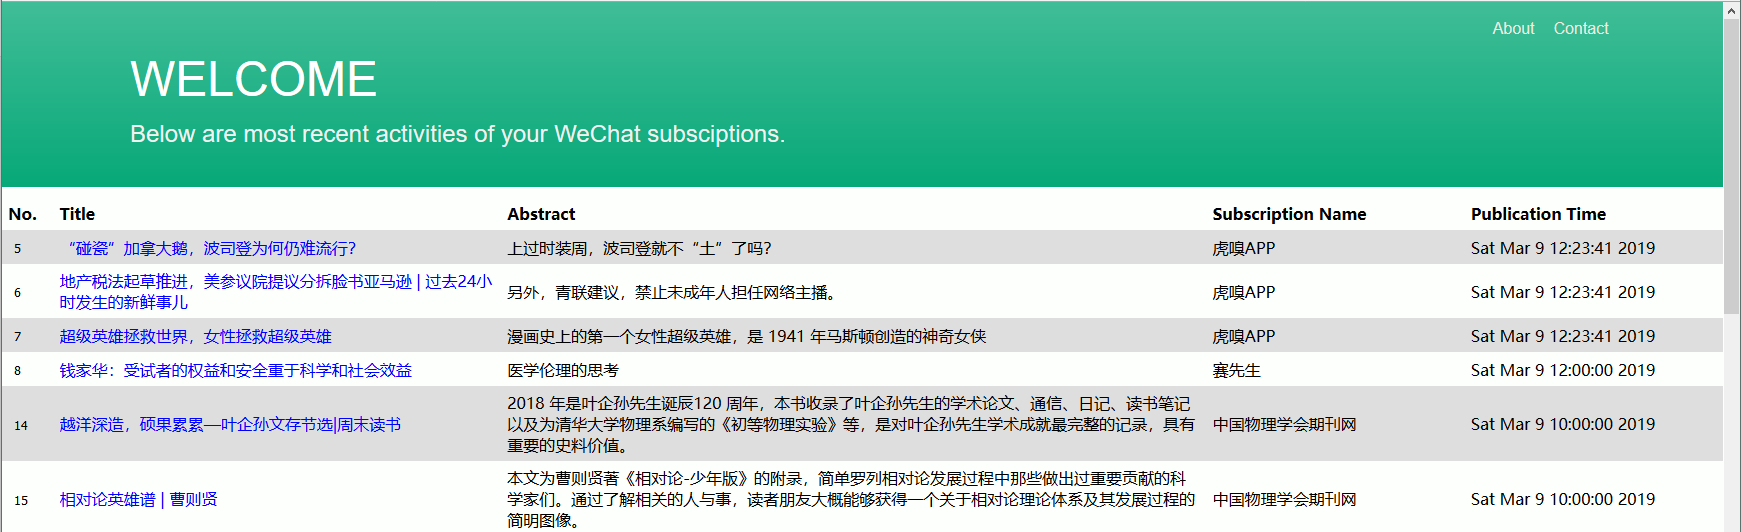 About Contact
WELCOME
Below are most recent activities of your WeChat subsciptions.
No. Title Abstract Subscription Name Publication Time
5 “碰瓷”加拿大鹅，波司登为何仍难流行？ 上过时装周，波司登就不“土”了吗？ 虎嗅APP Sat Mar 9 12:23:41 2019
地产税法起草推进，美参议院提议分拆脸书亚马逊 | 过去24小
时发生的新鲜事儿
6 另外，青联建议，禁止未成年人担任网络主播。 虎嗅APP Sat Mar 9 12:23:41 2019
7 超级英雄拯救世界，女性拯救超级英雄 漫画史上的第一个女性超级英雄，是 1941 年马斯顿创造的神奇女侠 虎嗅APP Sat Mar 9 12:23:41 2019
8 钱家华：受试者的权益和安全重于科学和社会效益 医学伦理的思考 赛先生 Sat Mar 9 12:00:00 2019
14 越洋深造，硕果累累—叶企孙文存节选|周末读书
2018 年是叶企孙先生诞辰120 周年，本书收录了叶企孙先生的学术论文、通信、日记、读书笔记
以及为清华大学物理系编写的《初等物理实验》等，是对叶企孙先生学术成就最完整的记录，具有
重要的史料价值。
中国物理学会期刊网 Sat Mar 9 10:00:00 2019
15 相对论英雄谱 | 曹则贤
本文为曹则贤著《相对论-少年版》的附录，简单罗列相对论发展过程中那些做出过重要贡献的科
学家们。通过了解相关的人与事，读者朋友大概能够获得一个关于相对论理论体系及其发展过程的
简明图像。
中国物理学会期刊网 Sat Mar 9 10:00:00 2019